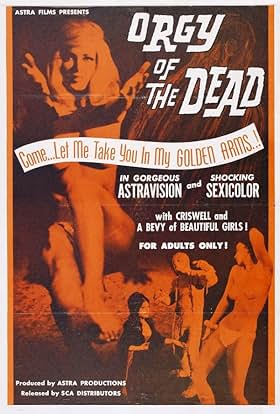 ASTRA FILMS PRESENTS
ORGY
OF
THE
DEAD
Come...Let Me Take You In My GOLDEN ARMS..!
IN GORGEOUS
ASTRAVISION
and
SHOCKING
SEXICOLOR
with CRISWELL and
A BEVY of BEAUTIFUL GIRLS!
FOR ADULTS ONLY!
Produced by ASTRA PRODUCTIONS
Released by SCA DISTRIBUTORS